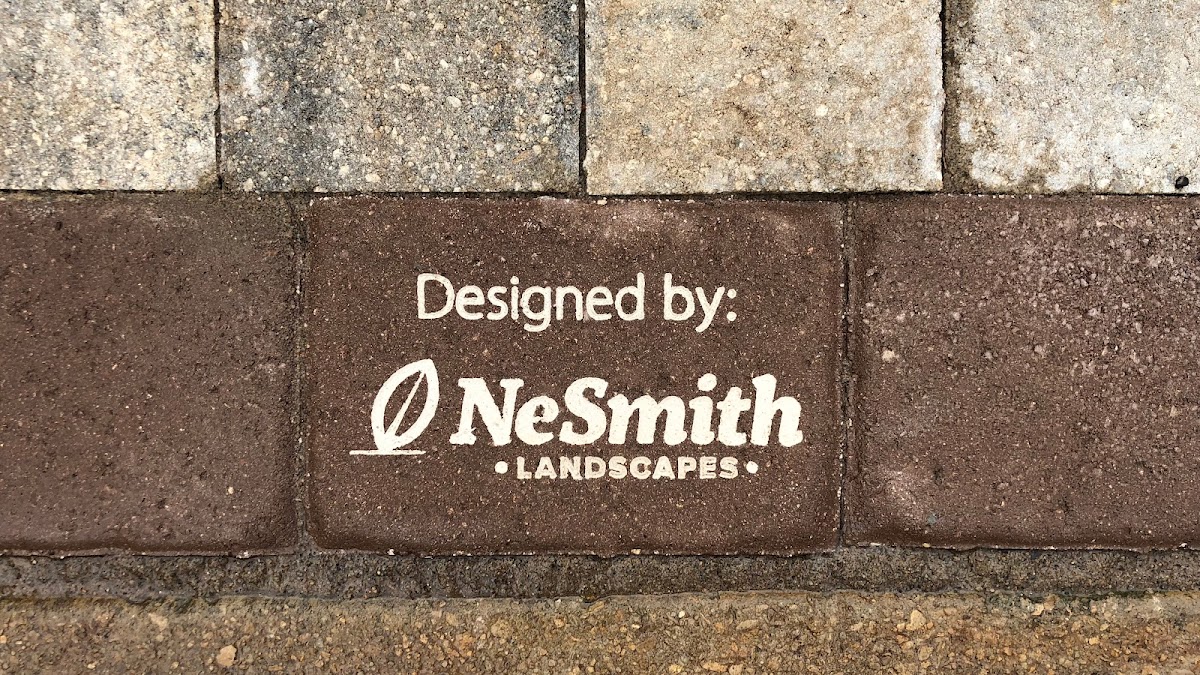 Designed by:
NeSmith
• LANDSCAPES •